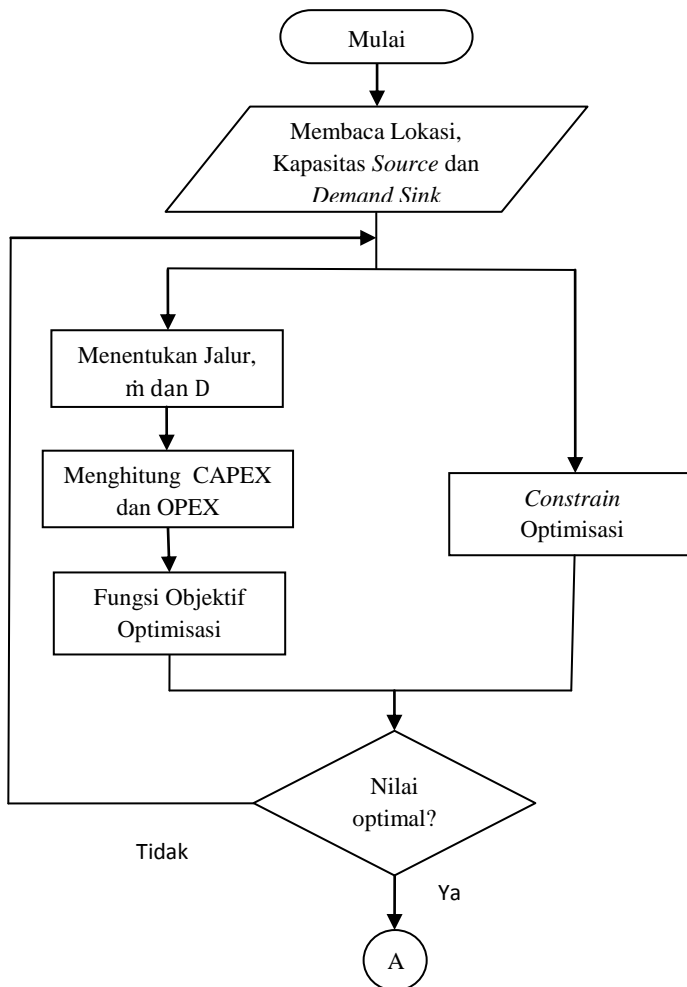 Mulai
Membaca Lokasi,
Kapasitas Source dan
Demand Sink
Menentukan Jalur,
ṁ dan D
Menghitung CAPEX
dan OPEX
Fungsi Objektif
Optimisasi
Constrain
Optimisasi
Nilai
optimal?
Tidak
Ya
A